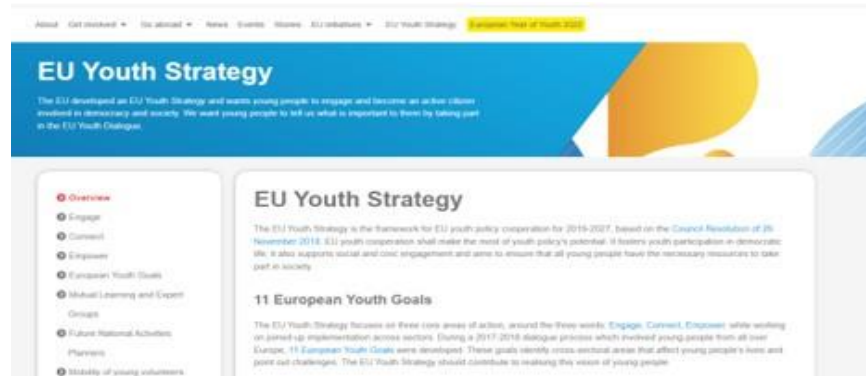 About Get involved Go abroad News Events Stories EU Initiatives EU Youth Strategy European Year of Youth 2022
EU Youth Strategy
The EU developed an EU Youth Strategy and wants young people to engage and become an active citizen
involved in democracy and society. We want young people to tell us what is important to them by taking part
in the EU Youth Dialogue.
Overview
Engage
Connect
Empower
European Youth Goals
Mutual Learning and Expert
Groups
Future National Activities
Planners
Mobility of young volunteers
EU Youth Strategy
The EU Youth Strategy is the framework for EU youth policy cooperation for 2019-2027, based on the Council Resolution of 26
November 2018. EU youth cooperation shall make the most of youth policy's potential. It fosters youth participation in democratic
life; it also supports social and civic engagement and aims to ensure that all young people have the necessary resources to take
part in society.
11 European Youth Goals
The EU Youth Strategy focuses on three core areas of action, around the three words: Engage, Connect, Empower, while working
on joined-up implementation across sectors. During a 2017-2018 dialogue process which involved young people from all over
Europe, 11 European Youth Goals were developed. These goals identify cross-sectoral areas that affect young people's lives and
point out challenges. The EU Youth Strategy should contribute to realising this vision of young people.